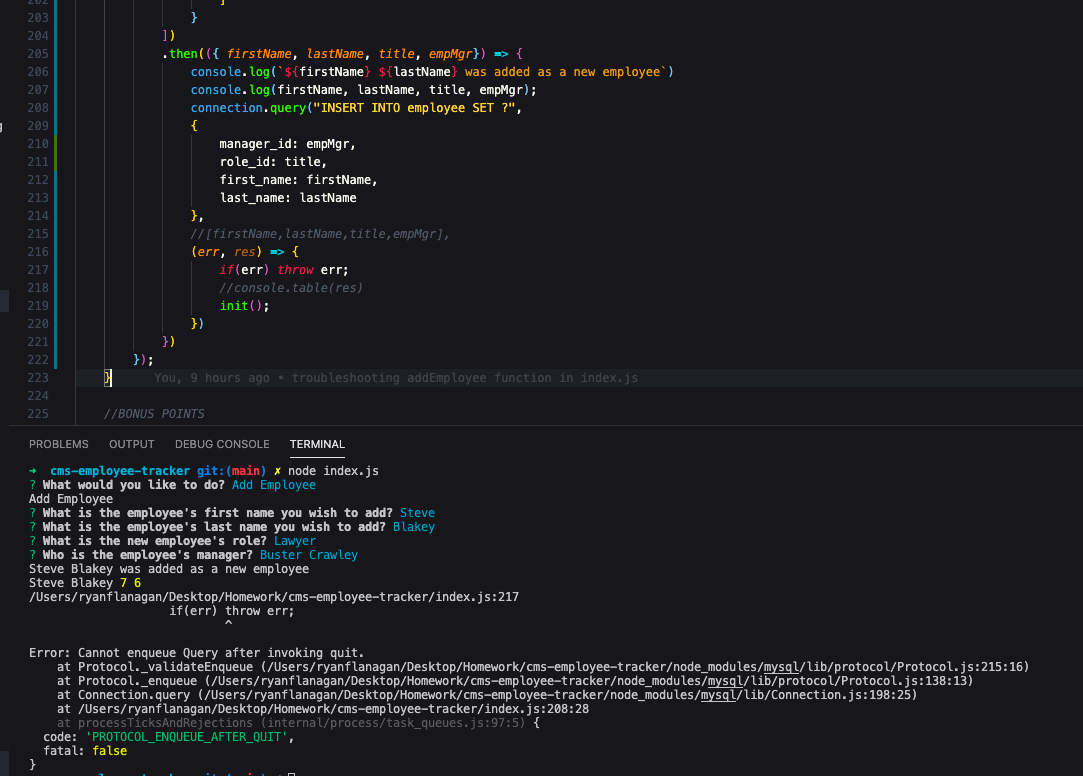 202 ]
203 }
204 ])
205 .then(({ firstName, lastName, title, empMgr}) => {
206 console.log(`${firstName} ${lastName} was added as a new employee`)
207 console.log(firstName, lastName, title, empMgr);
208 connection.query("INSERT INTO employee SET ?",
209 {
210 manager_id: empMgr,
211 role_id: title,
212 first_name: firstName,
213 last_name: lastName
214 },
215 //[firstName,lastName,title,empMgr],
216 (err, res) => {
217 if(err) throw err;
218 //console.table(res)
219 init();
220 })
221 })
222 });
223 } You, 9 hours ago • troubleshooting addEmployee function in index.js
224
225 //BONUS POINTS
PROBLEMS OUTPUT DEBUG CONSOLE TERMINAL
➜ cms-employee-tracker git:(main) ✗ node index.js
? What would you like to do? Add Employee
Add Employee
? What is the employee's first name you wish to add? Steve
? What is the employee's last name you wish to add? Blakey
? What is the new employee's role? Lawyer
? Who is the employee's manager? Buster Crawley
Steve Blakey was added as a new employee
Steve Blakey 7 6
/Users/ryanflanagan/Desktop/Homework/cms-employee-tracker/index.js:217
if(err) throw err;
^
Error: Cannot enqueue Query after invoking quit.
at Protocol._validateEnqueue (/Users/ryanflanagan/Desktop/Homework/cms-employee-tracker/node_modules/mysql/lib/protocol/Protocol.js:215:16)
at Protocol._enqueue (/Users/ryanflanagan/Desktop/Homework/cms-employee-tracker/node_modules/mysql/lib/protocol/Protocol.js:138:13)
at Connection.query (/Users/ryanflanagan/Desktop/Homework/cms-employee-tracker/node_modules/mysql/lib/Connection.js:198:25)
at /Users/ryanflanagan/Desktop/Homework/cms-employee-tracker/index.js:208:28
at processTicksAndRejections (internal/process/task_queues.js:97:5) {
code: 'PROTOCOL_ENQUEUE_AFTER_QUIT',
fatal: false
}